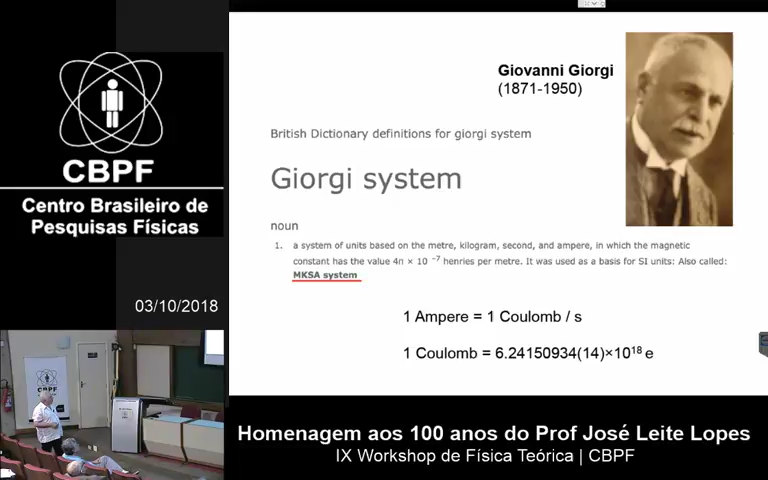 CBPF
Centro Brasileiro de
Pesquisas Físicas
03/10/2018
Giovanni Giorgi
(1871-1950)
British Dictionary definitions for giorgi system
Giorgi system
noun
1. a system of units based on the metre, kilogram, second, and ampere, in which the magnetic
constant has the value 4π × 10 ⁻⁷ henries per metre. It was used as a basis for SI units: Also called:
MKSA system
1 Ampere = 1 Coulomb / s
1 Coulomb = 6.24150934(14)×10¹⁸ e
CBPF
Homenagem aos 100 anos do Prof José Leite Lopes
IX Workshop de Física Teórica | CBPF